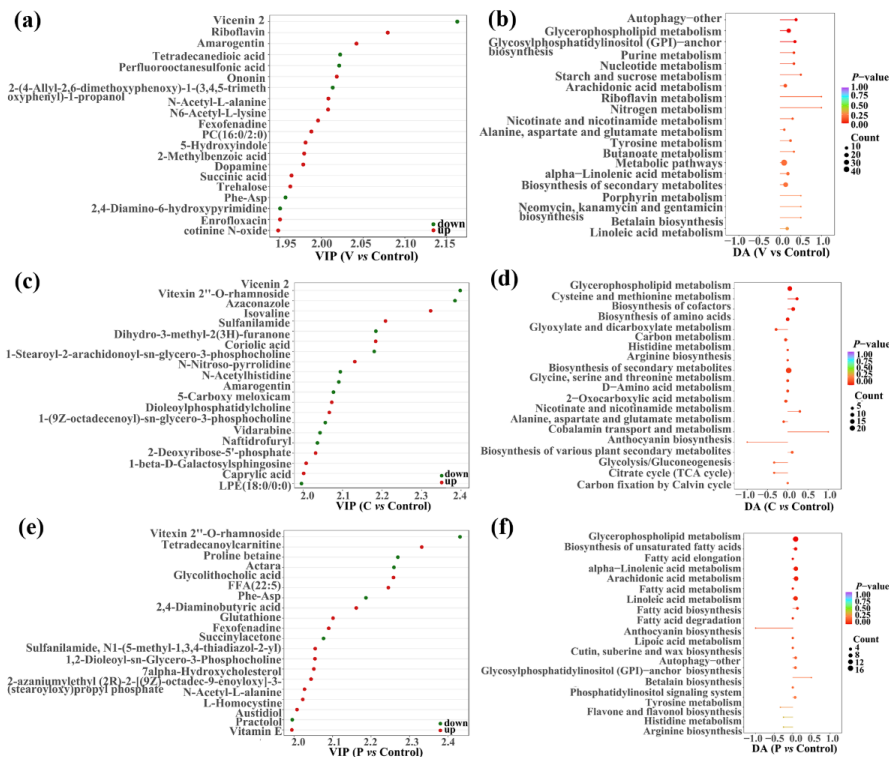 (a)
Vicenin 2
Riboflavin
Amarogentin
Tetradecanedioic acid
Perfluorooctanesulfonic acid
Ononin
2-(4-Allyl-2,6-dimethoxyphenoxy)-1-(3,4,5-trimeth
oxyphenyl)-1-propanol
N-Acetyl-L-alanine
N6-Acetyl-L-lysine
Fexofenadine
PC(16:0/2:0)
5-Hydroxyindole
2-Methylbenzoic acid
Dopamine
Succinic acid
Trehalose
Phe-Asp
2,4-Diamino-6-hydroxypyrimidine
Enrofloxacin
cotinine N-oxide
down
up
1.95 2.00 2.05 2.10 2.15
VIP (V vs Control)
(b)
Autophagy-other
Glycerophospholipid metabolism
Glycosylphosphatidylinositol (GPI)-anchor
biosynthesis
Purine metabolism
Nucleotide metabolism
Starch and sucrose metabolism
Arachidonic acid metabolism
Riboflavin metabolism
Nitrogen metabolism
Nicotinate and nicotinamide metabolism
Alanine, aspartate and glutamate metabolism
Tyrosine metabolism
Butanoate metabolism
Metabolic pathways
alpha-Linolenic acid metabolism
Biosynthesis of secondary metabolites
Porphyrin metabolism
Neomycin, kanamycin and gentamicin
biosynthesis
Betalain biosynthesis
Linoleic acid metabolism
-1.0 -0.5 0.0 0.5 1.0
DA (V vs Control)
P-value
1.00
0.75
0.50
0.25
0.00
Count
10
20
30
40
(c)
Vicenin 2
Vitexin 2"-O-rhamnoside
Azaconazole
Isovaline
Sulfanilamide
Dihydro-3-methyl-2(3H)-furanone
Coriolic acid
1-Stearoyl-2-arachidonoyl-sn-glycero-3-phosphocholine
N-Nitroso-pyrrolidine
N-Acetylhistidine
Amarogentin
5-Carboxy meloxicam
Dioleoylphosphatidylcholine
1-(9Z-octadecenoyl)-sn-glycero-3-phosphocholine
Vidarabine
Naftidrofuryl
2-Deoxyribose-5'-phosphate
1-beta-D-Galactosylsphingosine
Caprylic acid
LPE(18:0/0:0)
down
up
2.0 2.1 2.2 2.3 2.4
VIP (C vs Control)
(d)
Glycerophospholipid metabolism
Cysteine and methionine metabolism
Biosynthesis of cofactors
Biosynthesis of amino acids
Glyoxylate and dicarboxylate metabolism
Carbon metabolism
Histidine metabolism
Arginine biosynthesis
Biosynthesis of secondary metabolites
Glycine, serine and threonine metabolism
D-Amino acid metabolism
2-Oxocarboxylic acid metabolism
Nicotinate and nicotinamide metabolism
Alanine, aspartate and glutamate metabolism
Cobalamin transport and metabolism
Anthocyanin biosynthesis
Biosynthesis of various plant secondary metabolites
Glycolysis/Gluconeogenesis
Citrate cycle (TCA cycle)
Carbon fixation by Calvin cycle
-1.0 -0.5 0.0 0.5 1.0
DA (C vs Control)
P-value
1.00
0.75
0.50
0.25
0.00
Count
5
10
15
20
(e)
Vitexin 2"-O-rhamnoside
Tetradecanoylcarnitine
Proline betaine
Actara
Glycolithocholic acid
FFA(22:5)
Phe-Asp
2,4-Diaminobutyric acid
Glutathione
Fexofenadine
Succinylacetone
Sulfanilamide, N1-(5-methyl-1,3,4-thiadiazol-2-yl)
1,2-Dioleoyl-sn-Glycero-3-Phosphocholine
7alpha-Hydroxycholesterol
2-azaniumylethyl (2R)-2-[(9Z)-octadec-9-enoyloxy]-3-
(stearoyloxy)propyl phosphate
N-Acetyl-L-alanine
L-Homocystine
Austidiol
Practolol
Vitamin E
down
up
2.0 2.1 2.2 2.3 2.4
VIP (P vs Control)
(f)
Glycerophospholipid metabolism
Biosynthesis of unsaturated fatty acids
Fatty acid elongation
alpha-Linolenic acid metabolism
Arachidonic acid metabolism
Fatty acid metabolism
Linoleic acid metabolism
Fatty acid biosynthesis
Fatty acid degradation
Anthocyanin biosynthesis
Lipoic acid metabolism
Cutin, suberine and wax biosynthesis
Autophagy-other
Glycosylphosphatidylinositol (GPI)-anchor biosynthesis
Betalain biosynthesis
Phosphatidylinositol signaling system
Tyrosine metabolism
Flavone and flavonol biosynthesis
Histidine metabolism
Arginine biosynthesis
-1.0 -0.5 0.0 0.5 1.0
DA (P vs Control)
P-value
1.00
0.75
0.50
0.25
0.00
Count
4
8
12
16